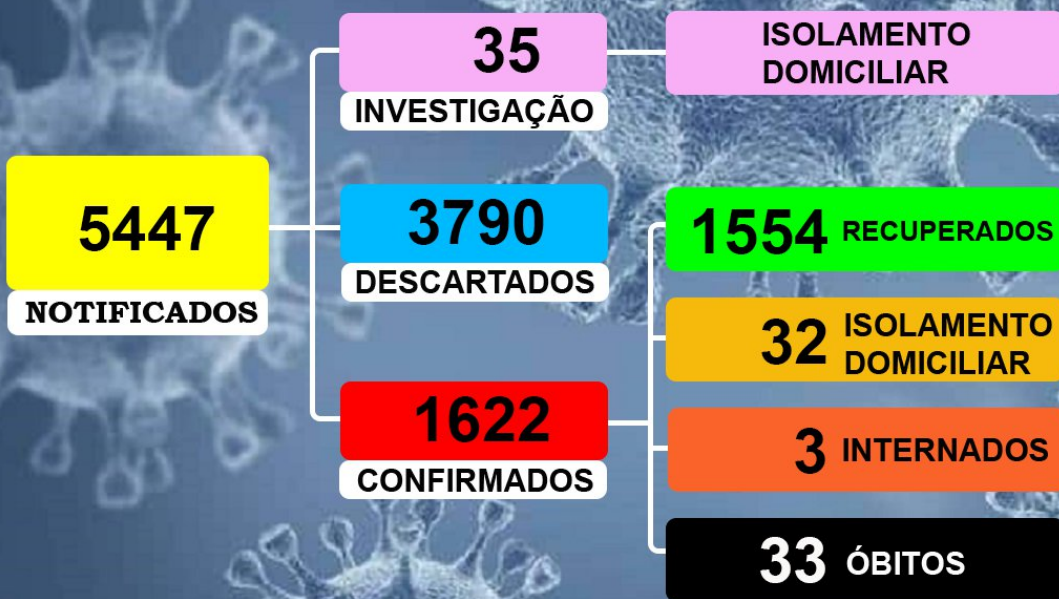 5447
NOTIFICADOS
35
INVESTIGAÇÃO
ISOLAMENTO
DOMICILIAR
3790
DESCARTADOS
1622
CONFIRMADOS
1554 RECUPERADOS
32 ISOLAMENTO
DOMICILIAR
3 INTERNADOS
33 ÓBITOS